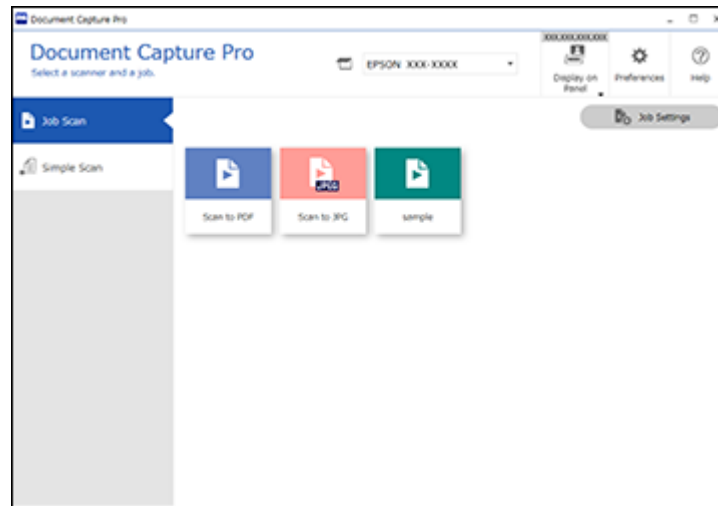 Document Capture Pro
Document Capture Pro
Select a scanner and a job.
EPSON XXX-XXXX
XXX.XXX.XXX.XXX
Display on
Panel
Preferences
Help
Job Scan
Job Settings
Simple Scan
JPEG
Scan to PDF
Scan to JPG
sample